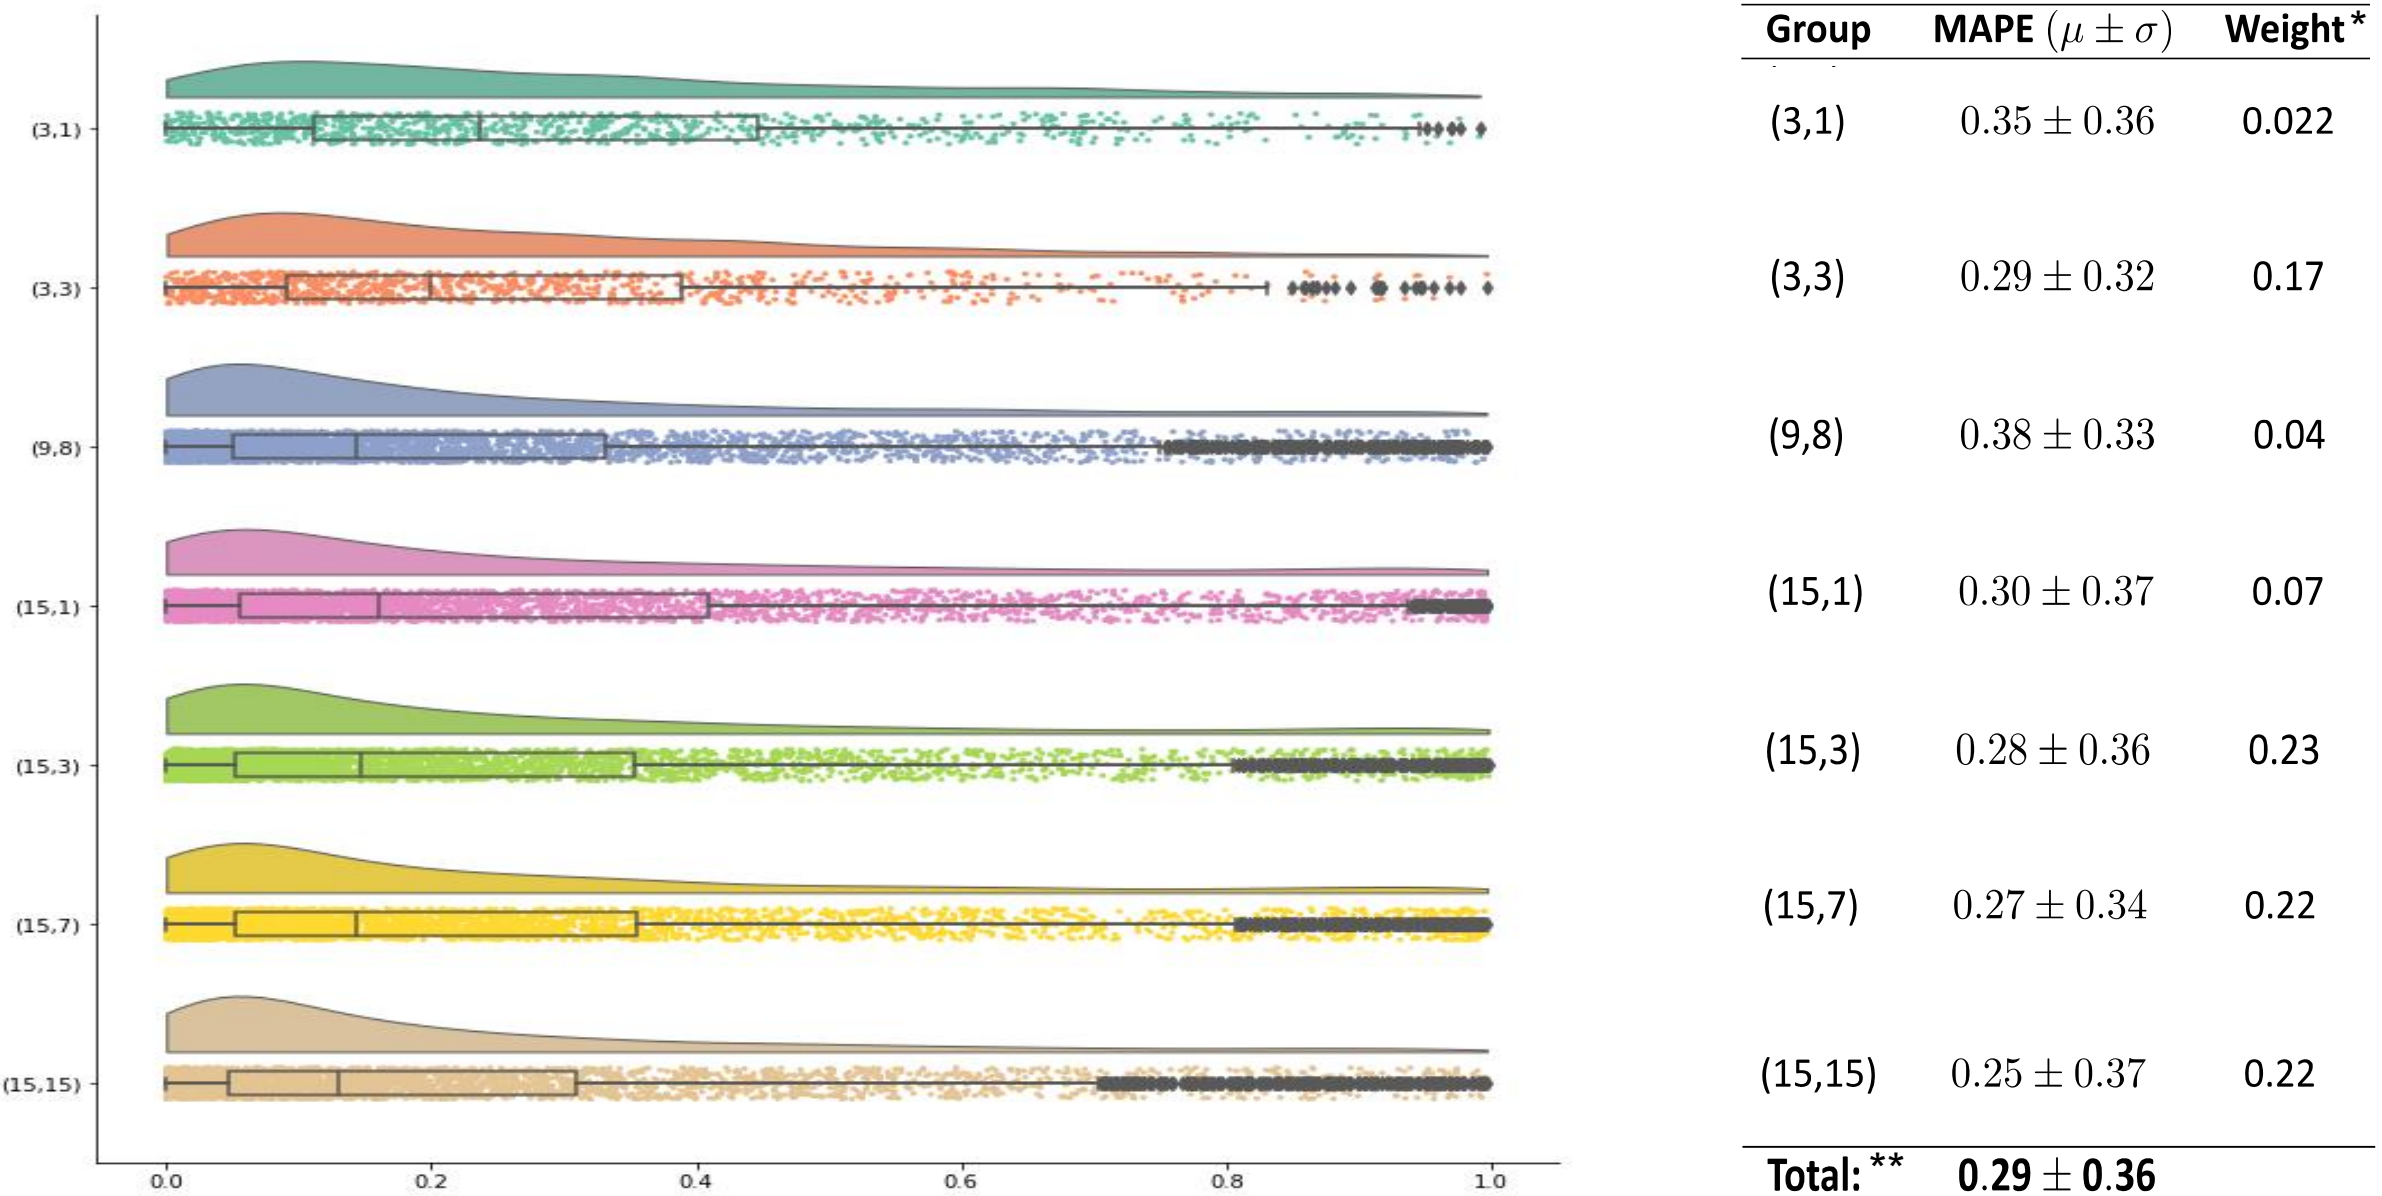 Group MAPE (μ ± σ) Weight*
(3,1) (3,1) 0.35 ± 0.36 0.022
(3,3) (3,3) 0.29 ± 0.32 0.17
(9,8) (9,8) 0.38 ± 0.33 0.04
(15,1) (15,1) 0.30 ± 0.37 0.07
(15,3) (15,3) 0.28 ± 0.36 0.23
(15,7) (15,7) 0.27 ± 0.34 0.22
(15,15) (15,15) 0.25 ± 0.37 0.22
0.0 0.2 0.4 0.6 0.8 1.0
Total: ** 0.29 ± 0.36